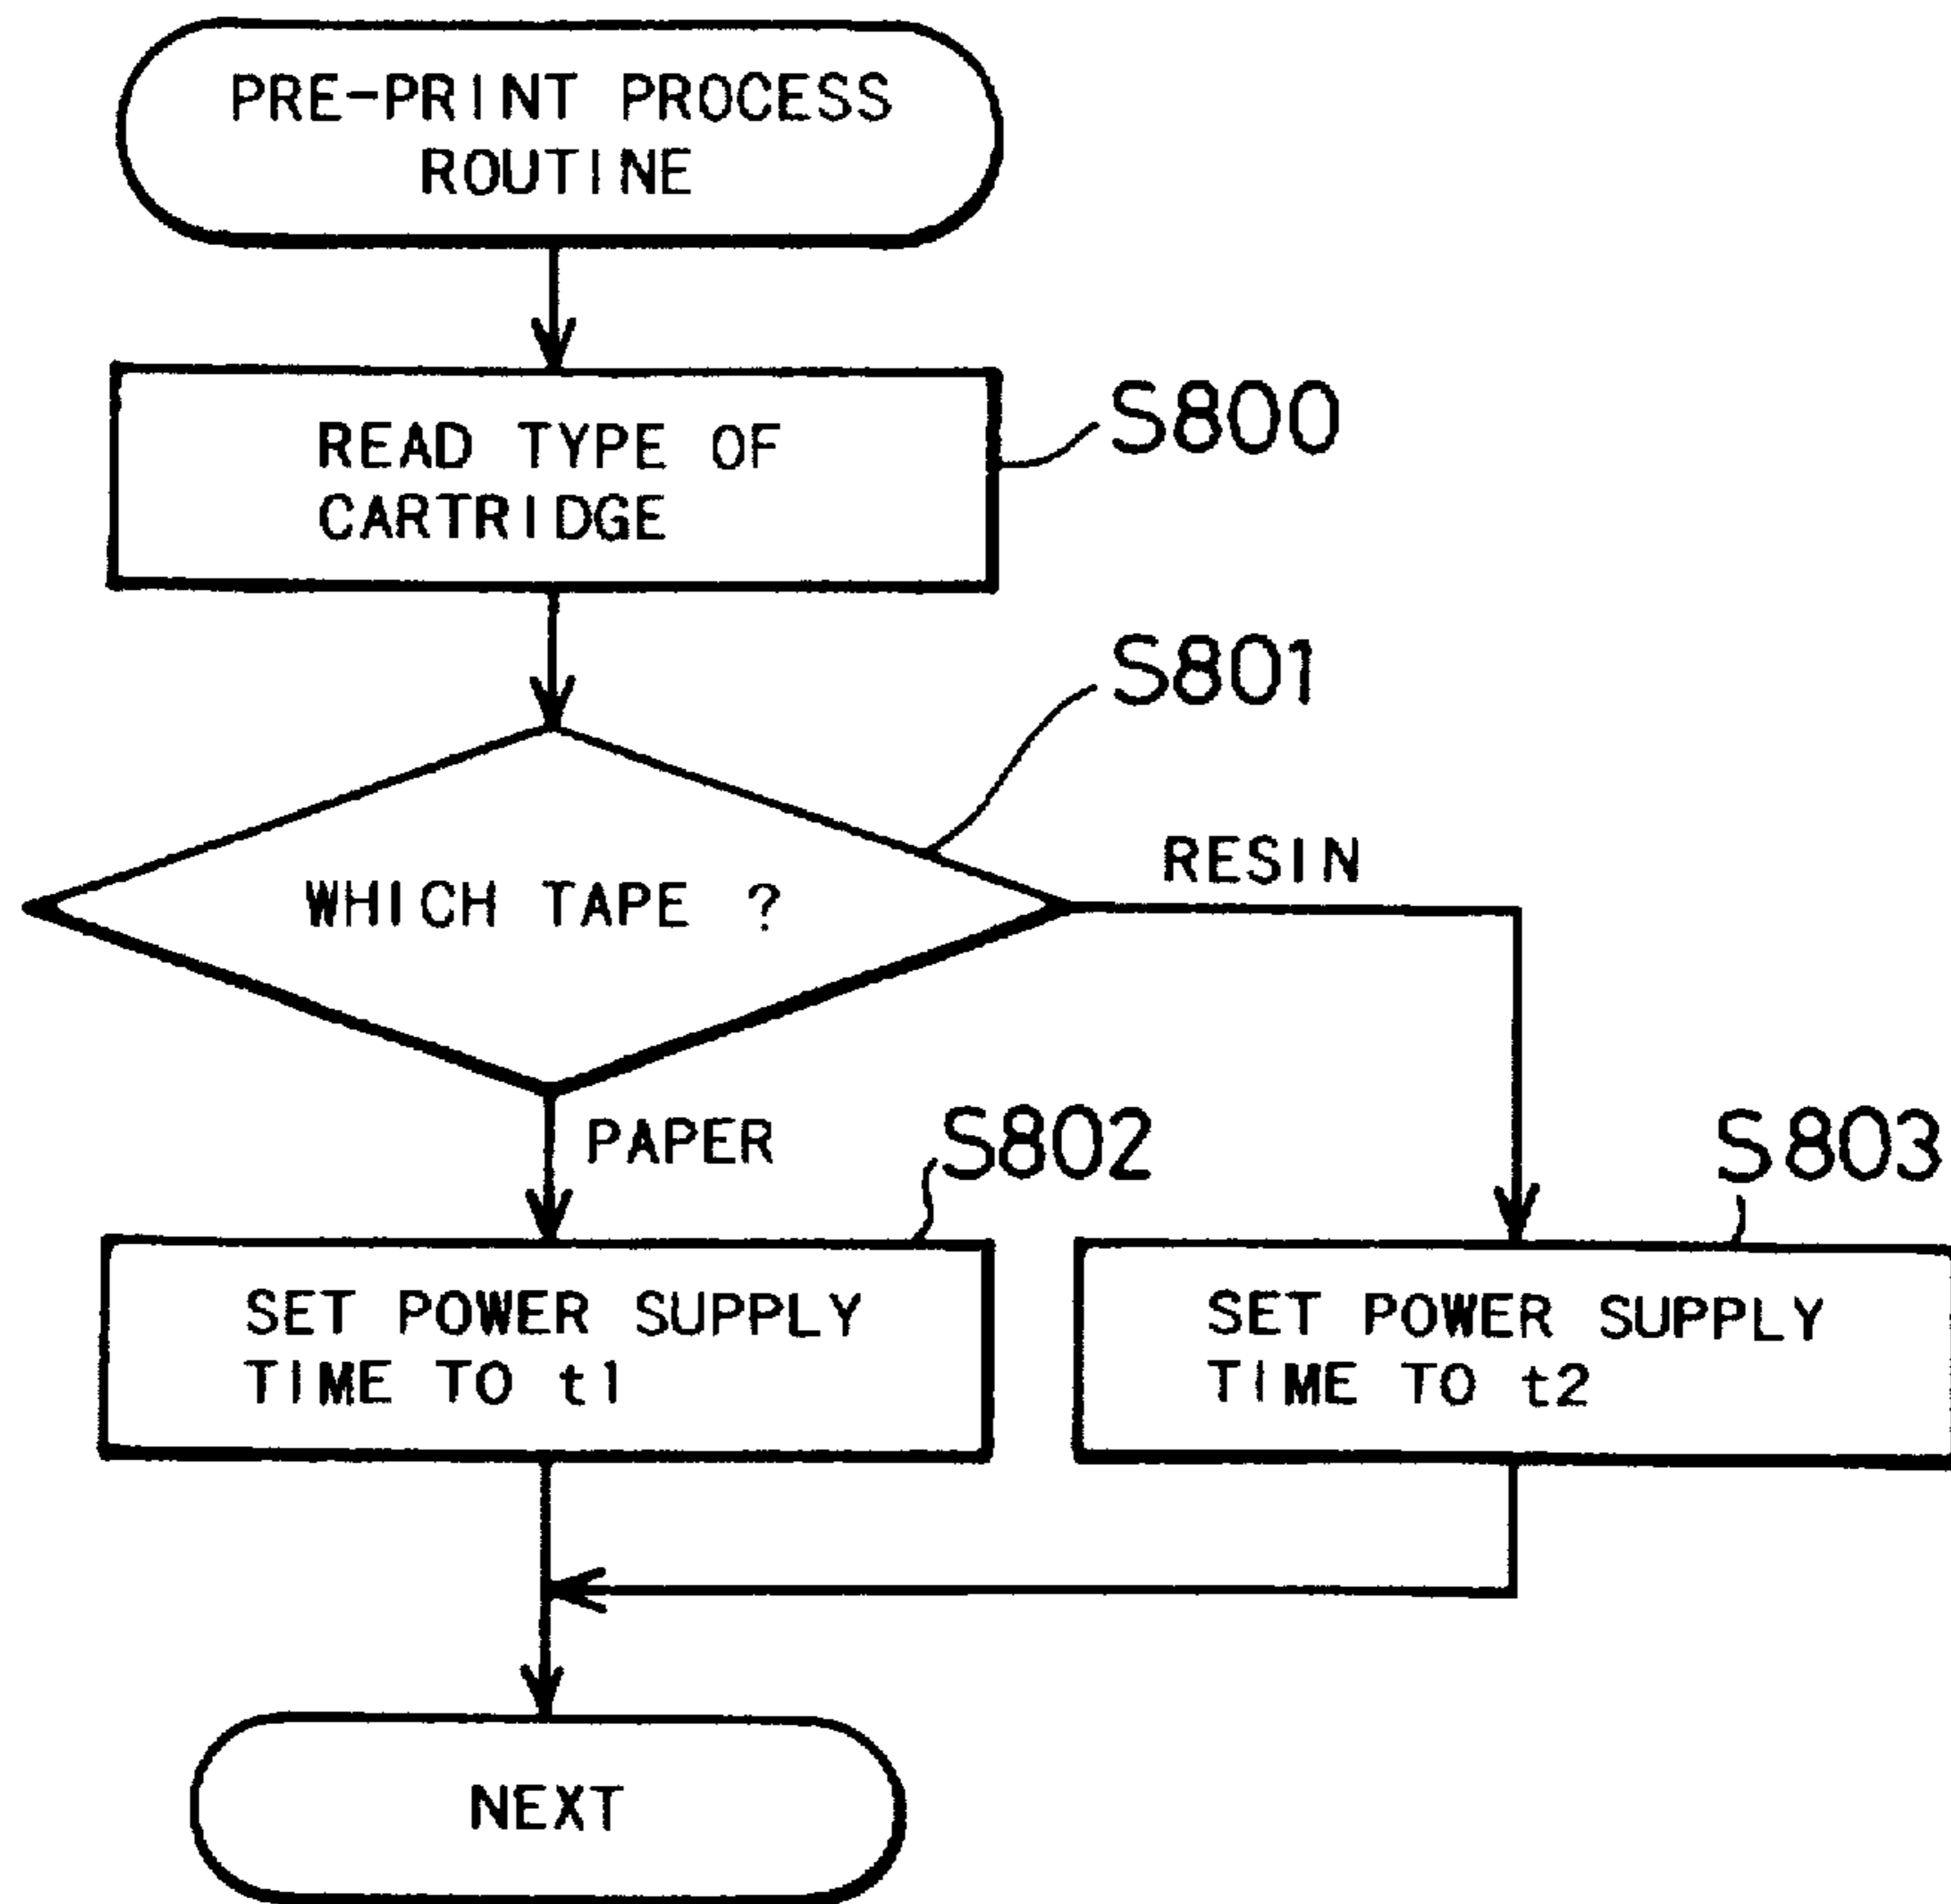 PRE-PRINT PROCESS
ROUTINE
READ TYPE OF
CARTRIDGE
S800
S801
WHICH TAPE ?
RESIN
PAPER
S802
S803
SET POWER SUPPLY
TIME TO t1
SET POWER SUPPLY
TIME TO t2
NEXT